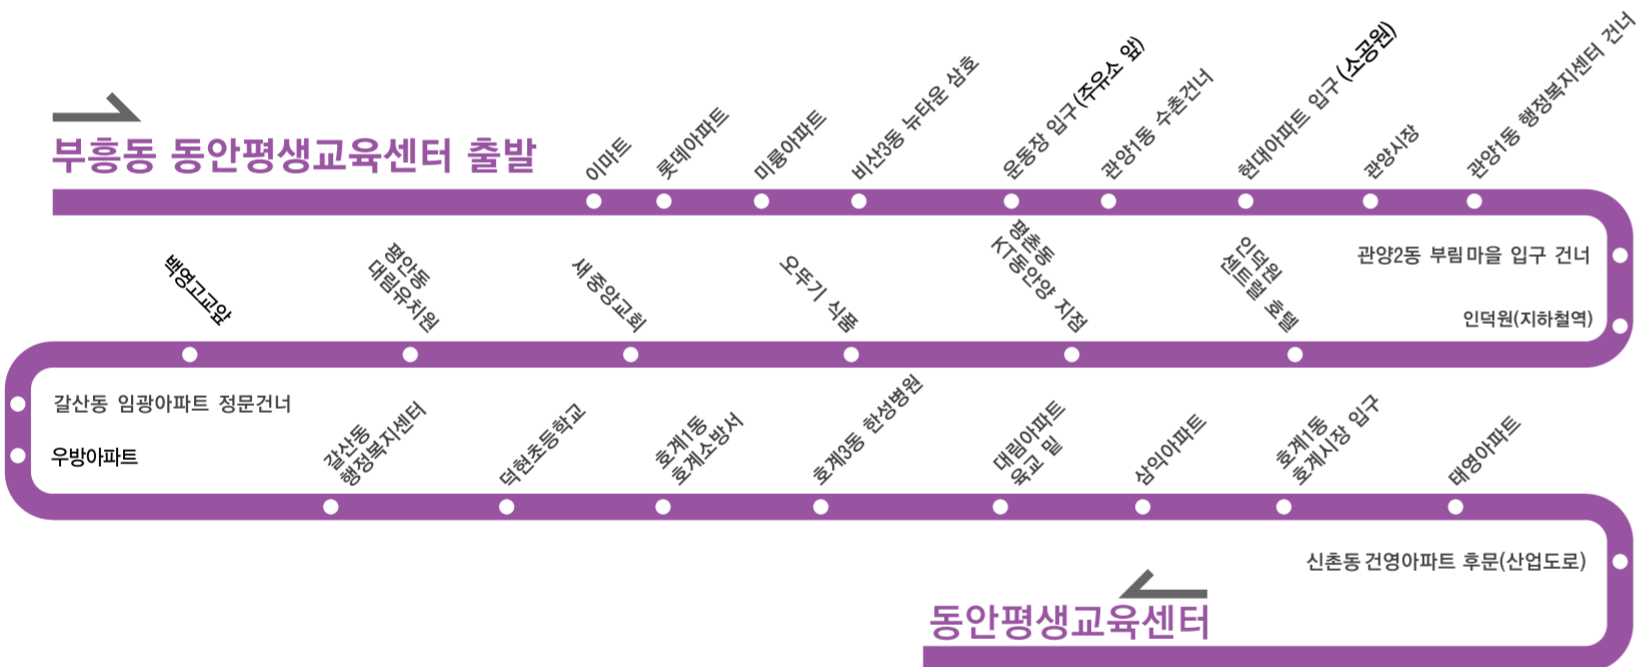 부흥동 동안평생교육센터 출발
이마트
롯데아파트
미륭아파트
비산3동 뉴타운 삼호
운동장 입구(주유소 앞)
관양1동 수촌건너
현대아파트 입구(소공원)
관양시장
관양1동 행정복지센터 건너
관양2동 부림마을 입구 건너
인덕원(지하철역)
인덕원
센트럴 호텔
평촌동
KT동안양 지점
오뚜기 식품
새중앙교회
평안동
대림유치원
백영고교앞
갈산동 임광아파트 정문건너
우방아파트
갈산동
행정복지센터
덕현초등학교
호계1동
호계소방서
호계3동 한성병원
대림아파트
육교 밑
삼익아파트
호계1동
호계시장 입구
태영아파트
신촌동 건영아파트 후문(산업도로)
동안평생교육센터